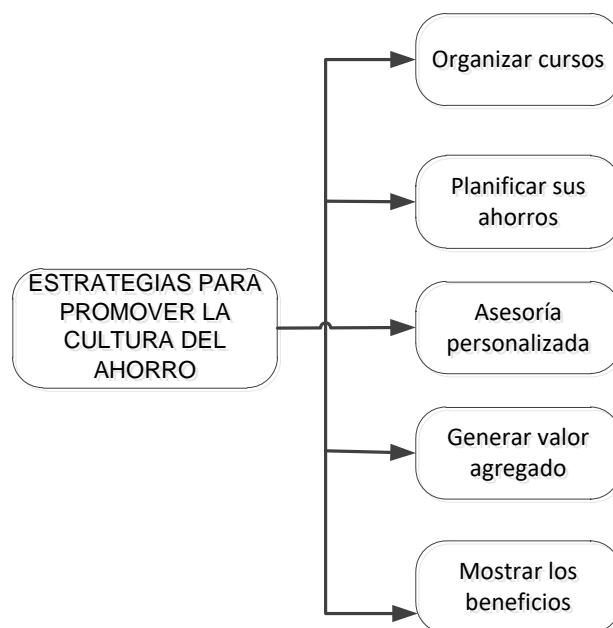 Organizar cursos
Planificar sus
ahorros
ESTRATEGIAS PARA
PROMOVER LA
CULTURA DEL
AHORRO
Asesoría
personalizada
Generar valor
agregado
Mostrar los
beneficios